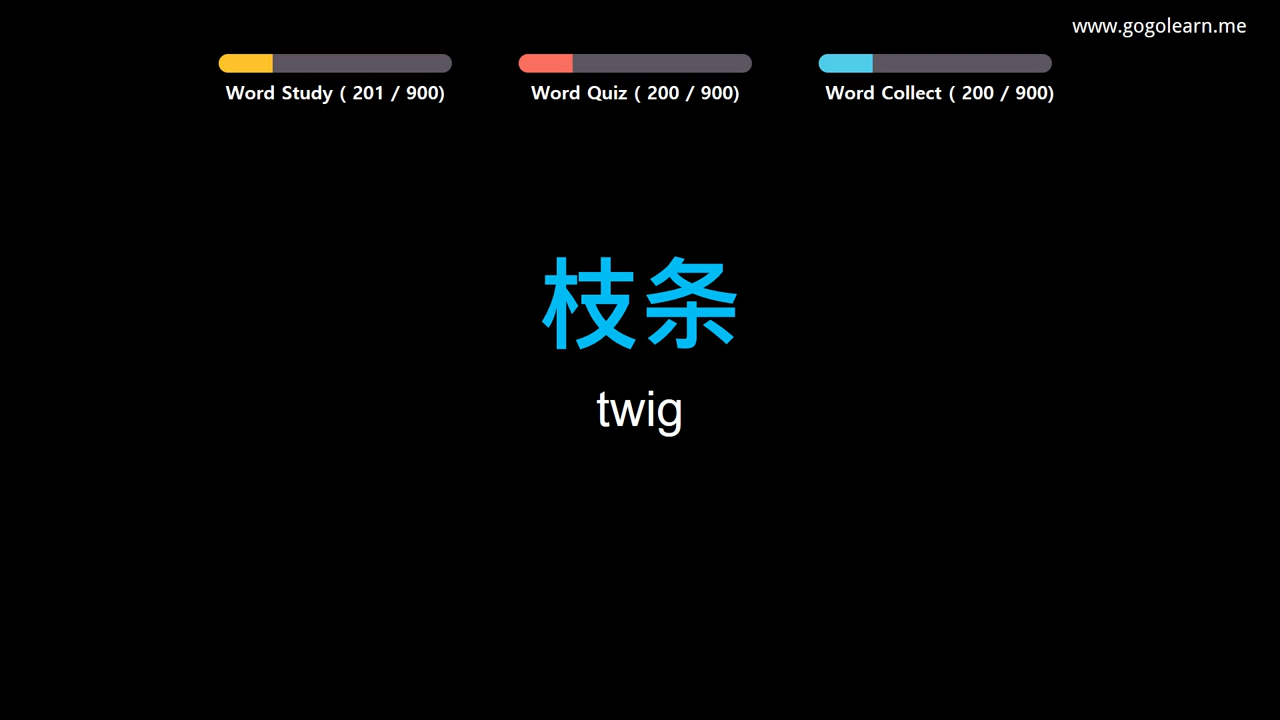 www.gogolearn.me
Word Study ( 201 / 900)
Word Quiz ( 200 / 900)
Word Collect ( 200 / 900)
枝条
twig